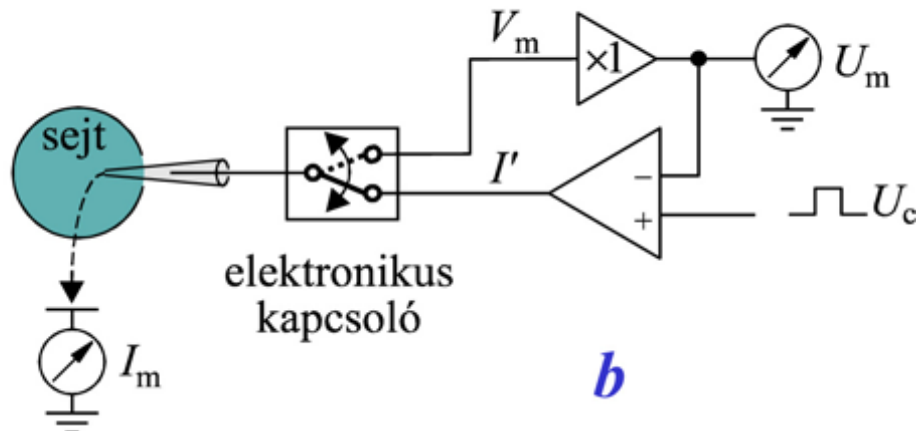 V_m
×1
U_m
sejt
I'
−
+
U_c
elektronikus
kapcsoló
I_m
b